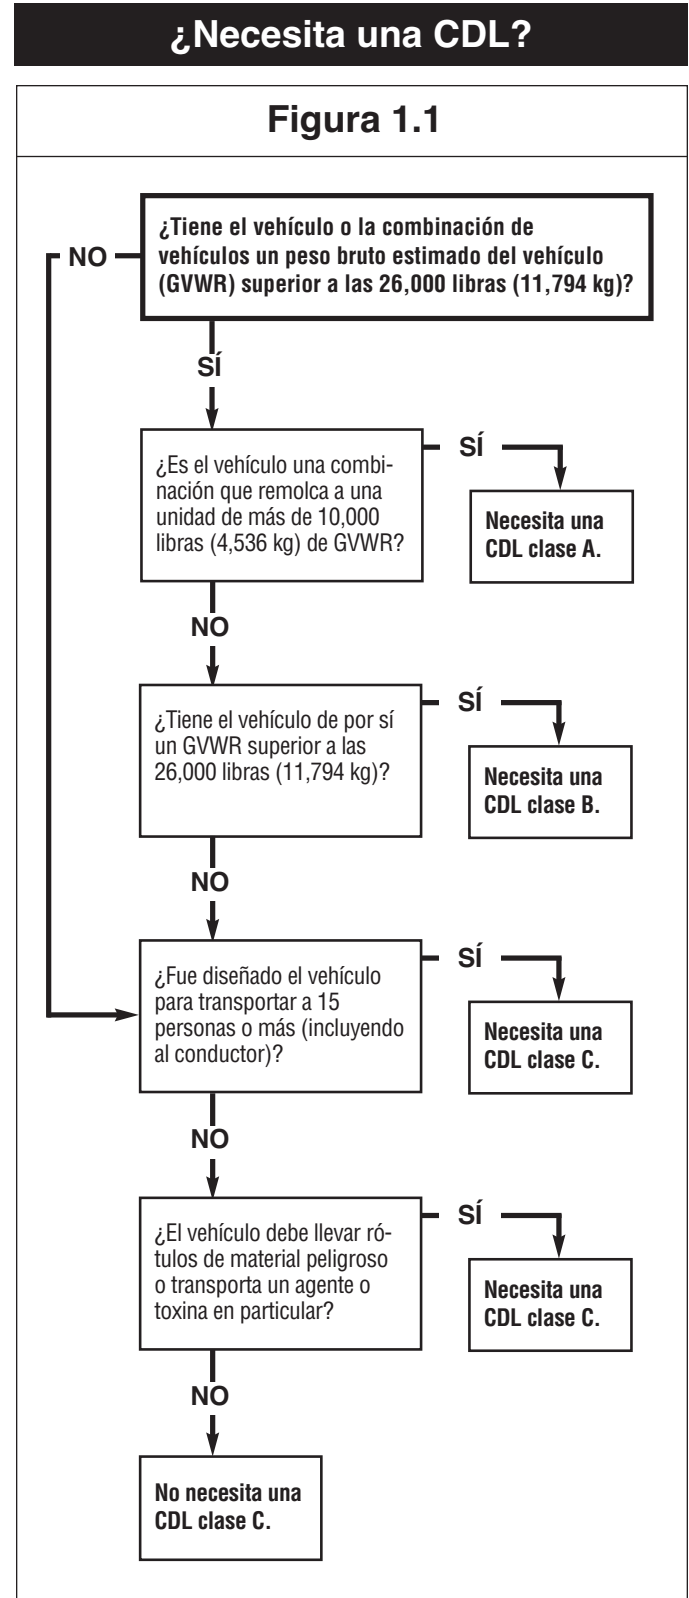 ¿Necesita una CDL?
Figura 1.1
¿Tiene el vehículo o la combinación de
vehículos un peso bruto estimado del vehículo
(GVWR) superior a las 26,000 libras (11,794 kg)?
NO
SÍ
¿Es el vehículo una combi-
nación que remolca a una
unidad de más de 10,000
libras (4,536 kg) de GVWR?
SÍ
Necesita una
CDL clase A.
NO
¿Tiene el vehículo de por sí
un GVWR superior a las
26,000 libras (11,794 kg)?
SÍ
Necesita una
CDL clase B.
NO
¿Fue diseñado el vehículo
para transportar a 15
personas o más (incluyendo
al conductor)?
SÍ
Necesita una
CDL clase C.
NO
¿El vehículo debe llevar ró-
tulos de material peligroso
o transporta un agente o
toxina en particular?
SÍ
Necesita una
CDL clase C.
NO
No necesita una
CDL clase C.